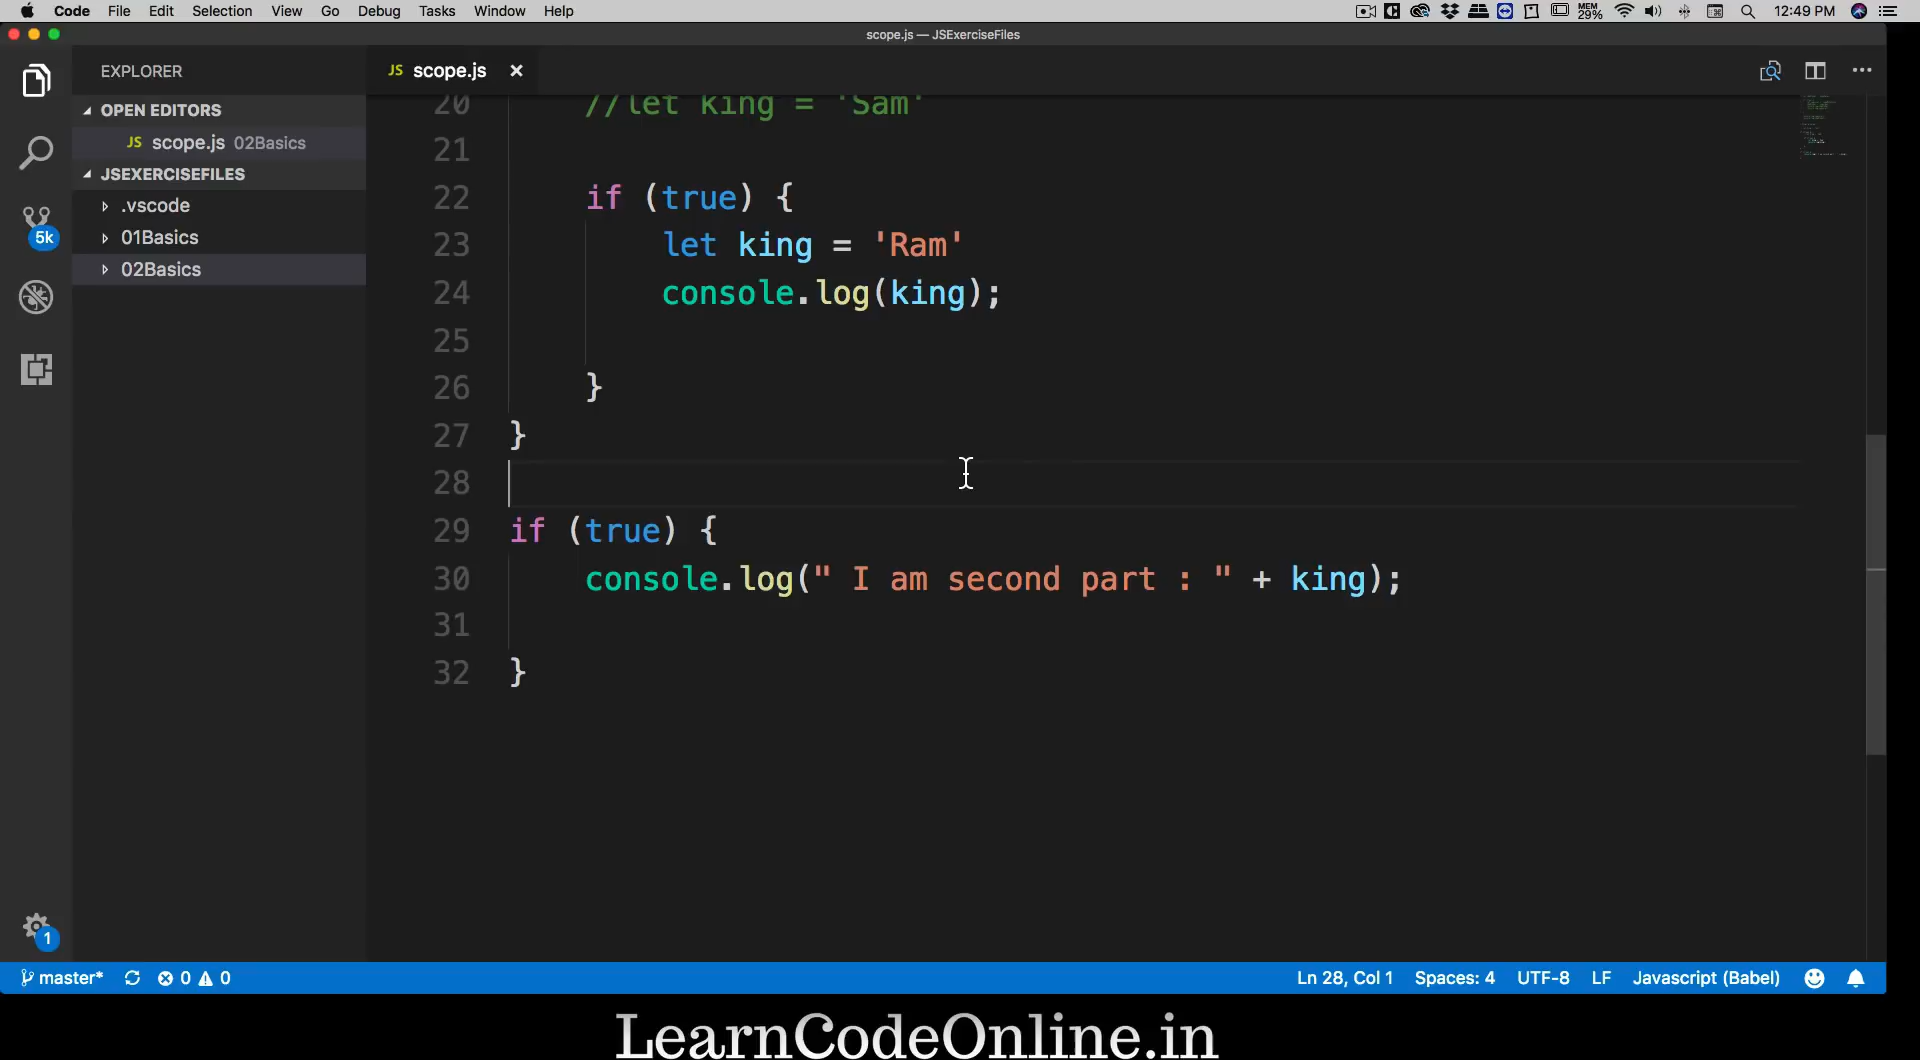 Code File Edit Selection View Go Debug Tasks Window Help MEM 29% 12:49 PM
scope.js — JSExerciseFiles
EXPLORER
JS scope.js
OPEN EDITORS
JS scope.js 02Basics
JSEXERCISEFILES
.vscode
01Basics
02Basics
5k
20 //let king = 'Sam'
21
22 if (true) {
23 let king = 'Ram'
24 console.log(king);
25
26 }
27 }
28
29 if (true) {
30 console.log(" I am second part : " + king);
31
32 }
1
master* 0 0 Ln 28, Col 1 Spaces: 4 UTF-8 LF Javascript (Babel)
LearnCodeOnline.in